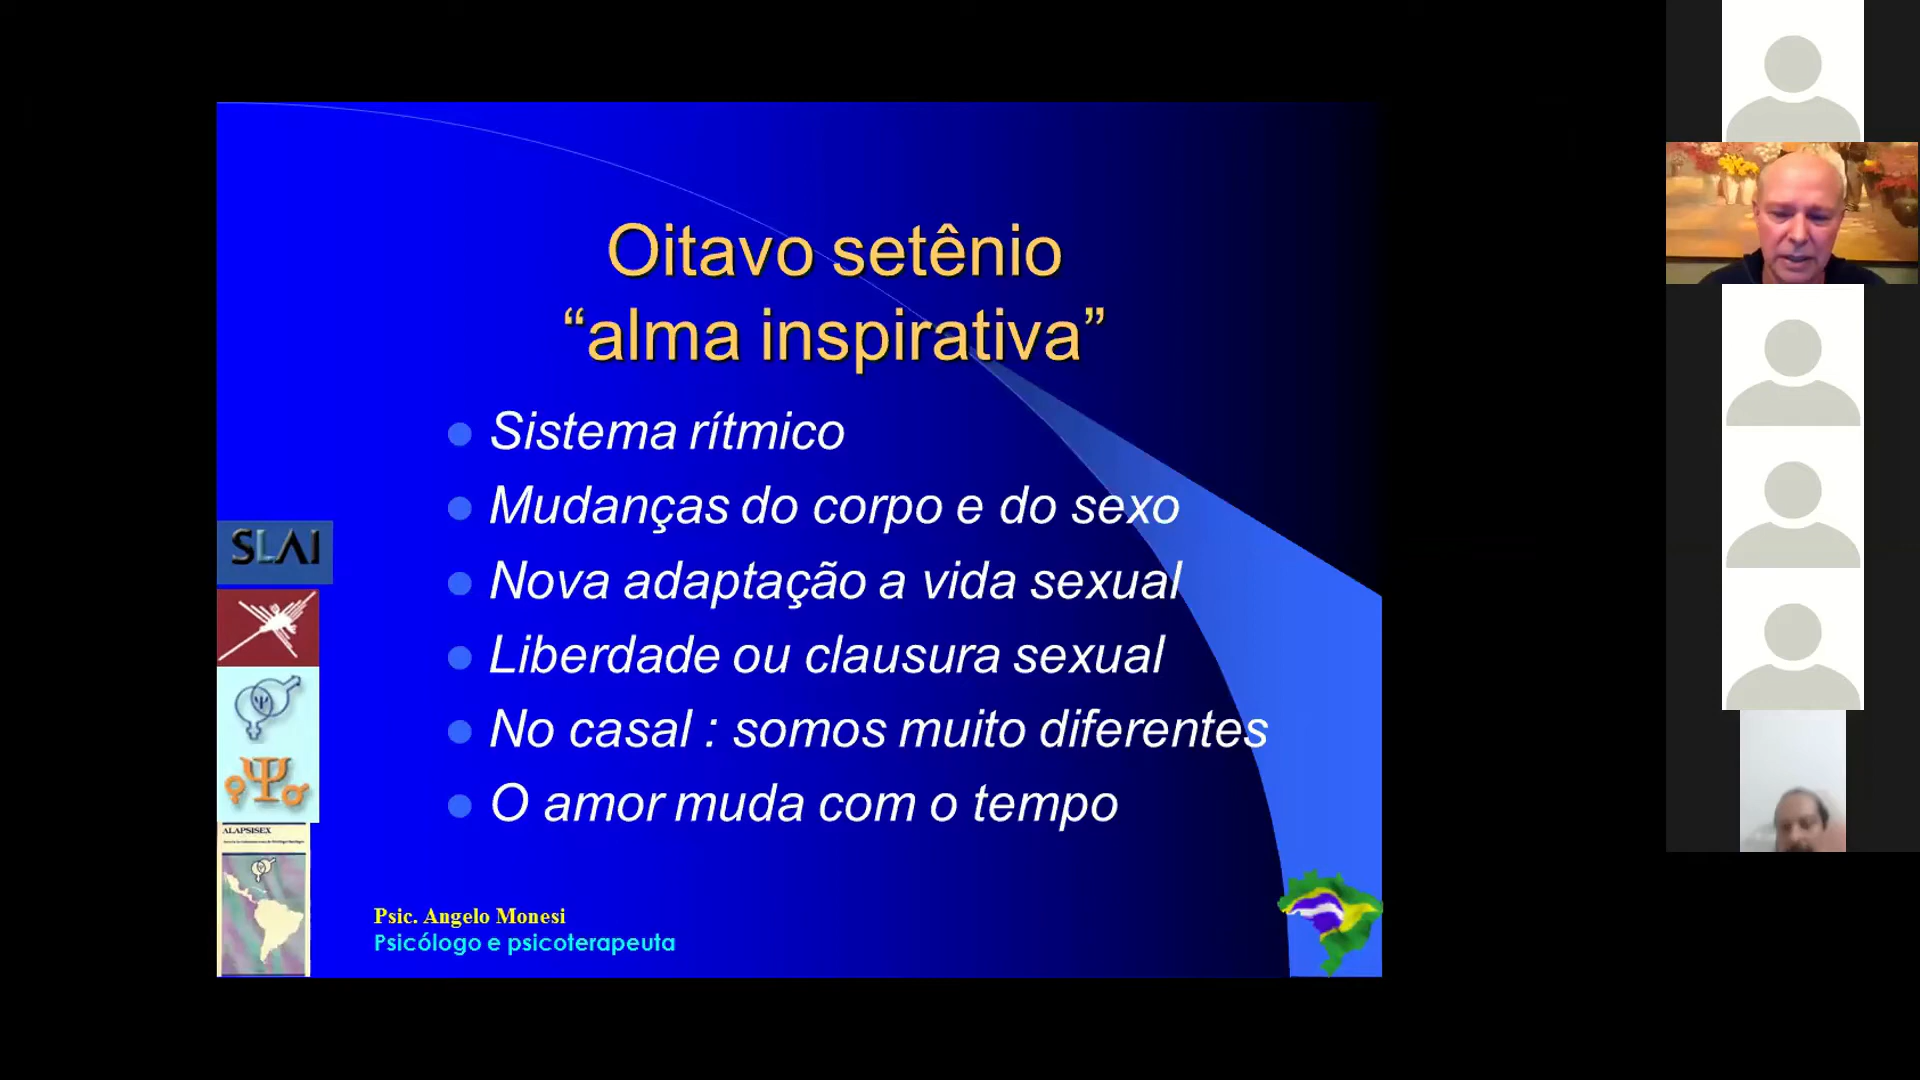 Oitavo setênio
“alma inspirativa”
Sistema rítmico
Mudanças do corpo e do sexo
Nova adaptação a vida sexual
Liberdade ou clausura sexual
No casal : somos muito diferentes
O amor muda com o tempo
SLAI
ALAPSISEX
Psic. Angelo Monesi
Psicólogo e psicoterapeuta